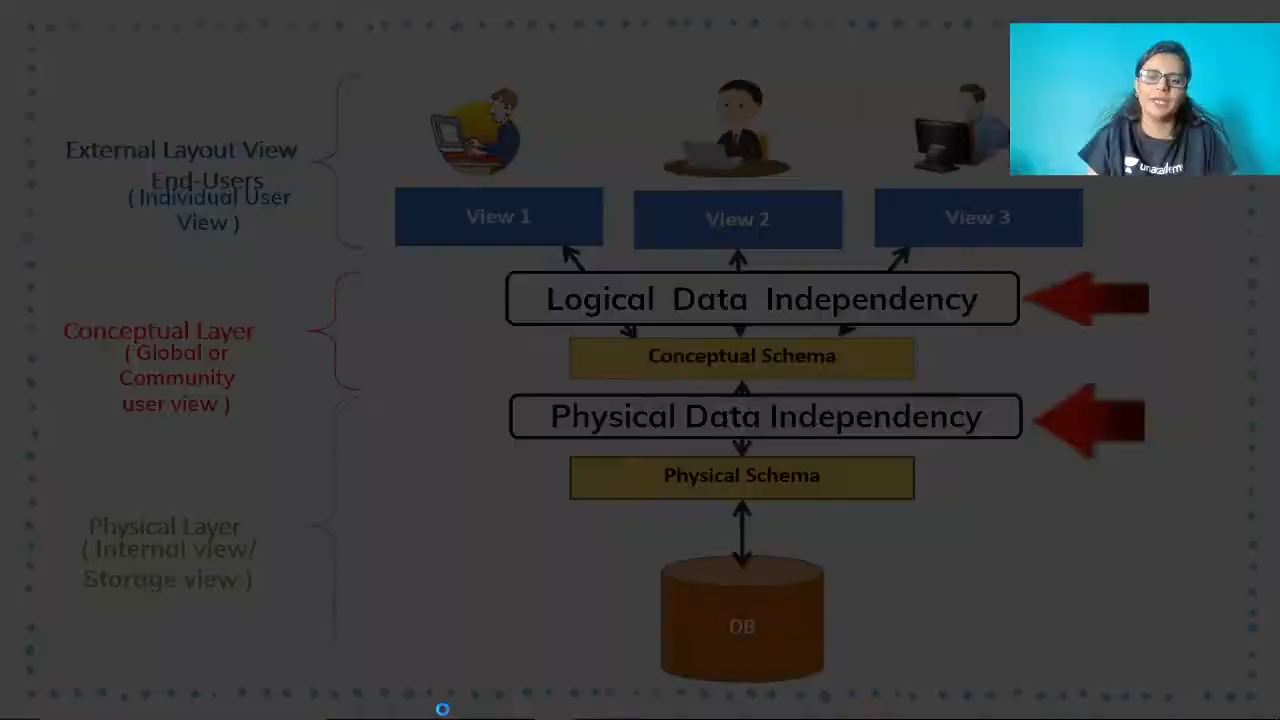 External Layout View
End-Users
( Individual User
View )
View 1
View 2
View 3
unacademy
Logical Data Independency
Conceptual Layer
( Global or
Community
user view )
Conceptual Schema
Physical Data Independency
Physical Schema
Physical Layer
( Internal view/
Storage view )
DB